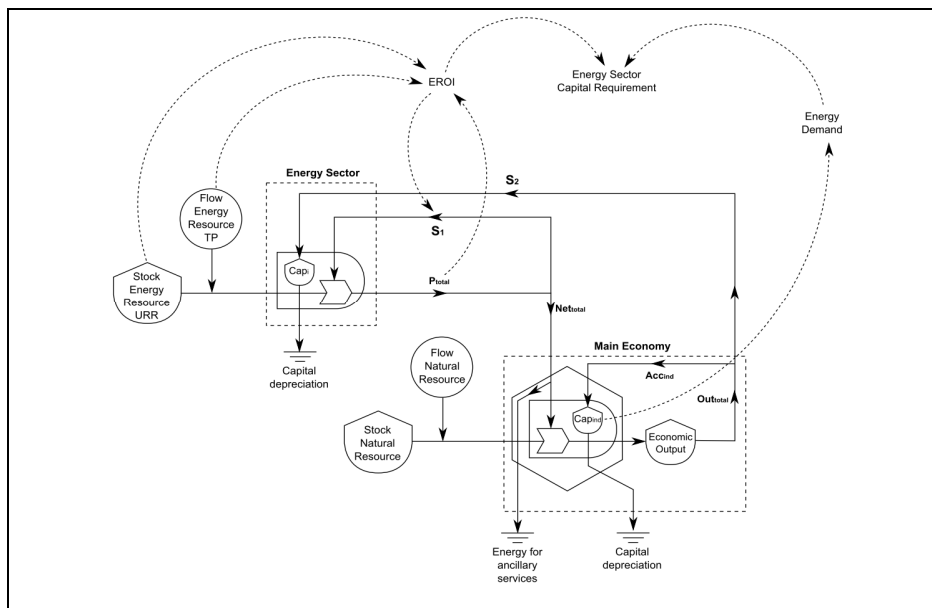 EROI
Energy Sector
Capital Requirement
Energy
Demand
Energy Sector
S2
Flow
Energy
Resource
TP
S1
Capi
Stock
Energy
Resource
URR
Ptotal
Nettotal
Capital
depreciation
Flow
Natural
Resource
Main Economy
Accind
Outtotal
Capind
Stock
Natural
Resource
Economic
Output
Energy for
ancillary
services
Capital
depreciation